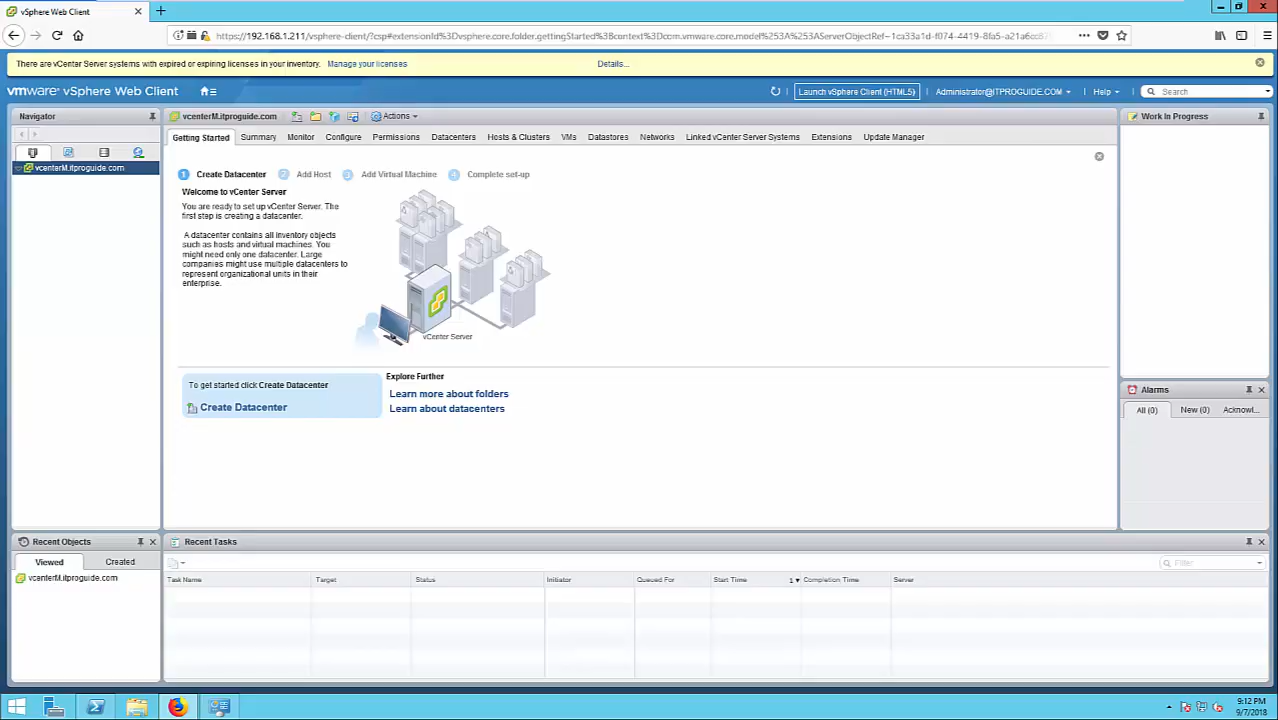 vSphere Web Client
https://192.168.1.211/vsphere-client/?csp#extensionId%3Dvsphere.core.folder.gettingStarted%3Bcontext%3Dcom.vmware.core.model%253A%253AServerObjectRef~1ca33a1d-f074-4419-8fa5-a21a6cc87
There are vCenter Server systems with expired or expiring licenses in your inventory. Manage your licenses Details...
vmware® vSphere Web Client
Launch vSphere Client (HTML5) Administrator@ITPROGUIDE.COM Help Search
Navigator
vcenterM.itproguide.com Actions
Work In Progress
Getting Started Summary Monitor Configure Permissions Datacenters Hosts & Clusters VMs Datastores Networks Linked vCenter Server Systems Extensions Update Manager
vcenterM.itproguide.com
1 Create Datacenter 2 Add Host 3 Add Virtual Machine 4 Complete set-up
Welcome to vCenter Server
You are ready to set up vCenter Server. The
first step is creating a datacenter.
A datacenter contains all inventory objects
such as hosts and virtual machines. You
might need only one datacenter. Large
companies might use multiple datacenters to
represent organizational units in their
enterprise.
vCenter Server
To get started click Create Datacenter
Create Datacenter
Explore Further
Learn more about folders
Learn about datacenters
Alarms
All (0) New (0) Acknowl...
Recent Objects
Viewed Created
vcenterM.itproguide.com
Recent Tasks
Filter
Task Name Target Status Initiator Queued For Start Time 1 Completion Time Server
9:12 PM
9/7/2018